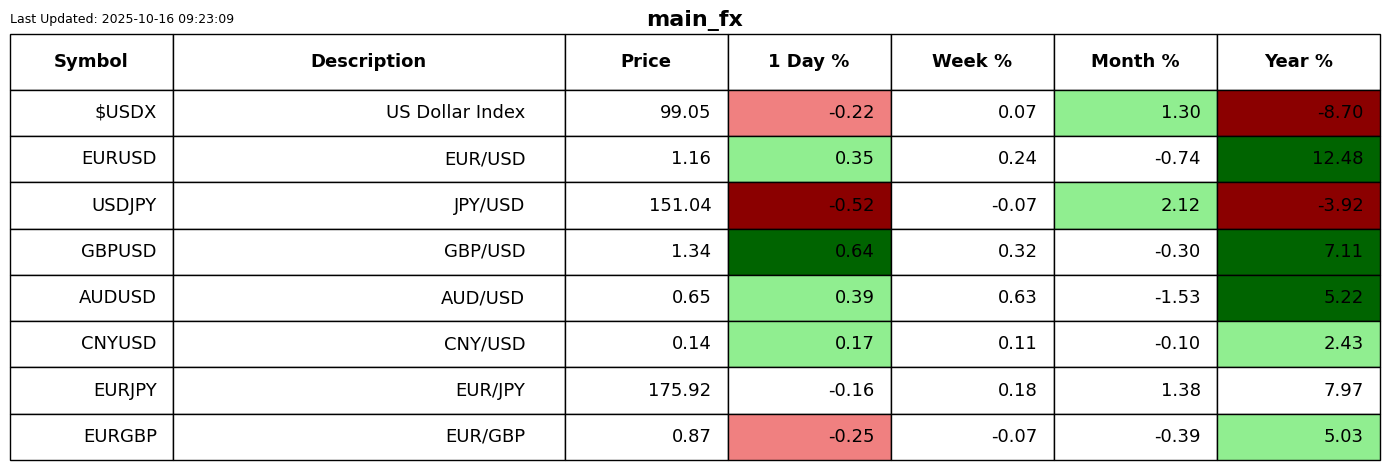 Last Updated: 2025-10-16 09:23:09
main_fx
Symbol Description Price 1 Day % Week % Month % Year %
$USDX US Dollar Index 99.05 -0.22 0.07 1.30 -8.70
EURUSD EUR/USD 1.16 0.35 0.24 -0.74 12.48
USDJPY JPY/USD 151.04 -0.52 -0.07 2.12 -3.92
GBPUSD GBP/USD 1.34 0.64 0.32 -0.30 7.11
AUDUSD AUD/USD 0.65 0.39 0.63 -1.53 5.22
CNYUSD CNY/USD 0.14 0.17 0.11 -0.10 2.43
EURJPY EUR/JPY 175.92 -0.16 0.18 1.38 7.97
EURGBP EUR/GBP 0.87 -0.25 -0.07 -0.39 5.03